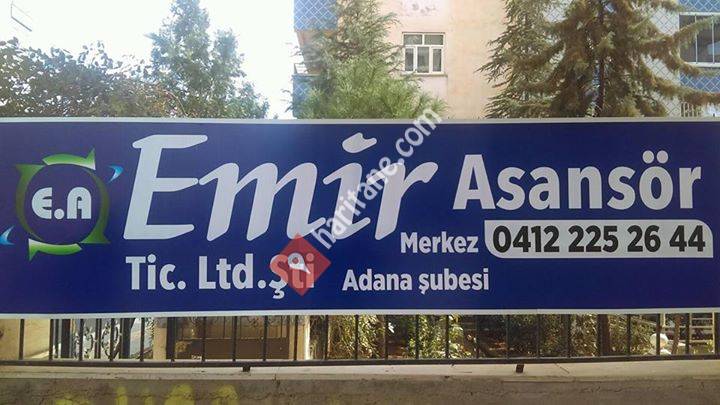 E.A
Emir Asansör
Tic. Ltd.Şti
Merkez 0412 225 26 44
Adana şubesi
haritane.com